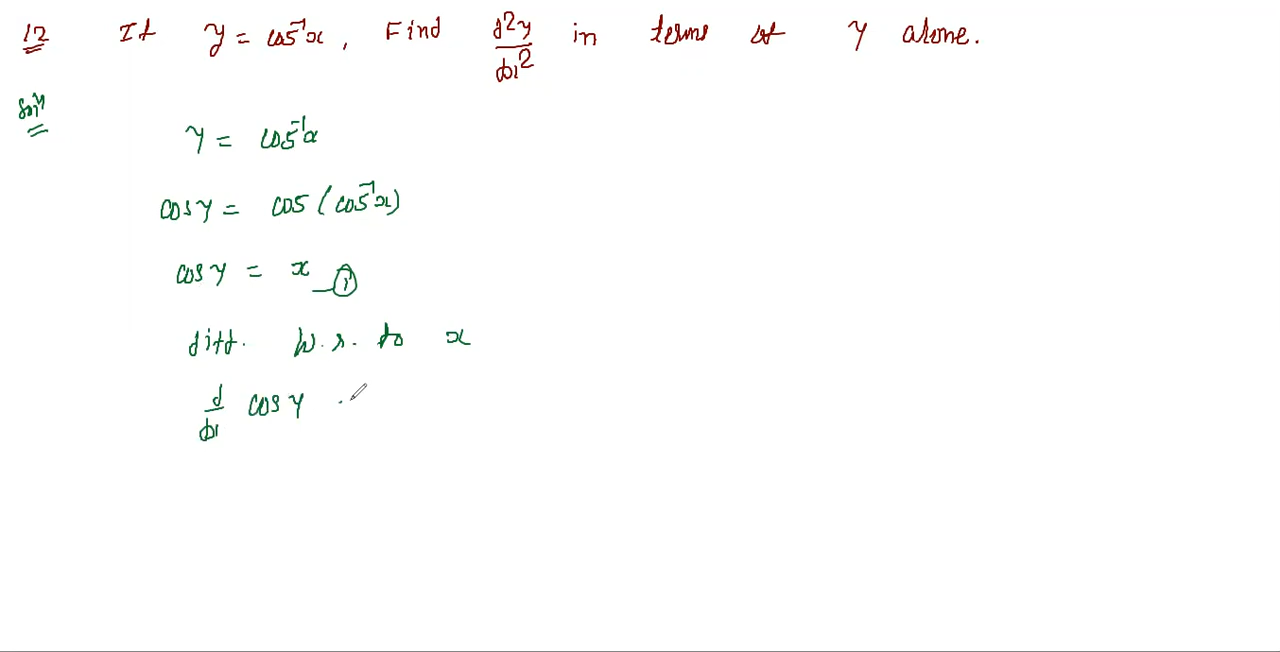 12 If y = cos⁻¹x, Find d²y/dx² in terms of y alone.
Solⁿ
y = cos⁻¹x
cos y = cos (cos⁻¹x)
cos y = x — ①
diff. w.r. to x
d/dx cos y